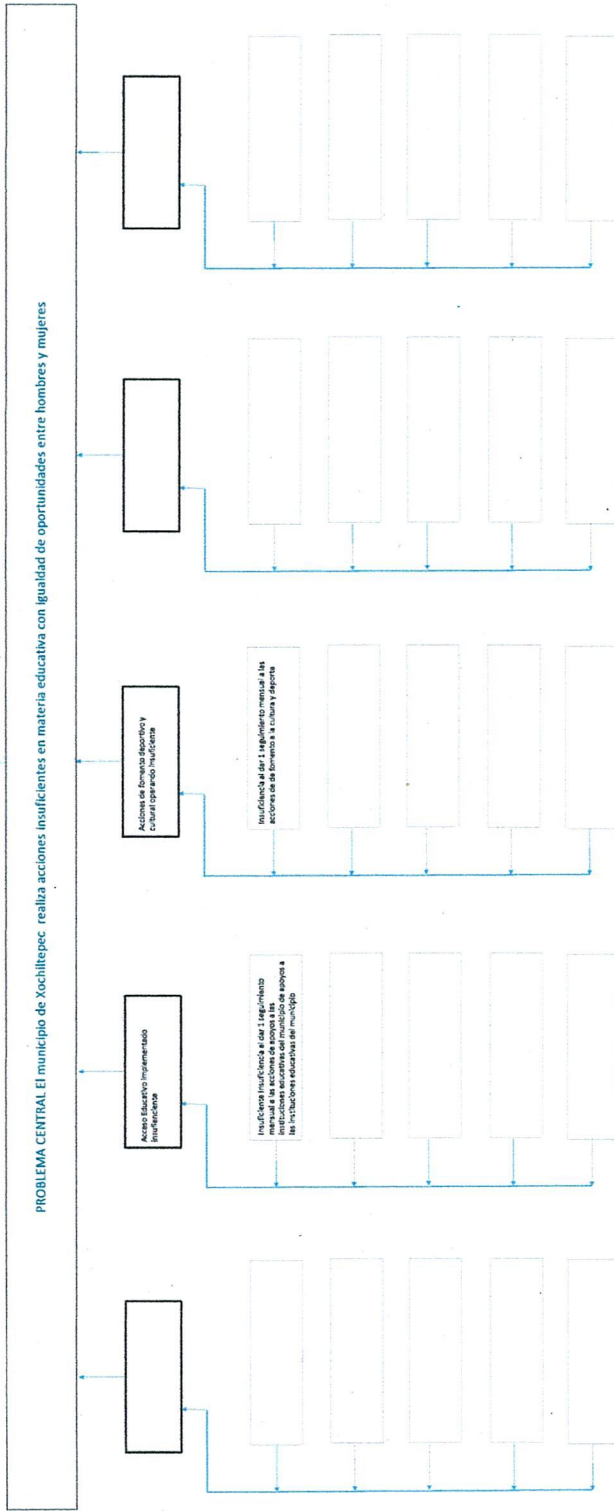 PROBLEMA CENTRAL El municipio de Xochiltepec realiza acciones insuficientes en materia educativa con igualdad de oportunidades entre hombres y mujeres
Acceso Educativo Implementado
insuficienciente
Insuficiente Insuficiencia al dar 1 seguimiento
mensual a las acciones de apoyos a las
instituciones educativas del municipio de apoyos a
las instituciones educativas del municipio
Acciones de fomento deportivo y
cultural operando Insuficiente
Insuficiencia al dar 1 seguimiento mensual a las
acciones de de fomento a la cultura y deporte